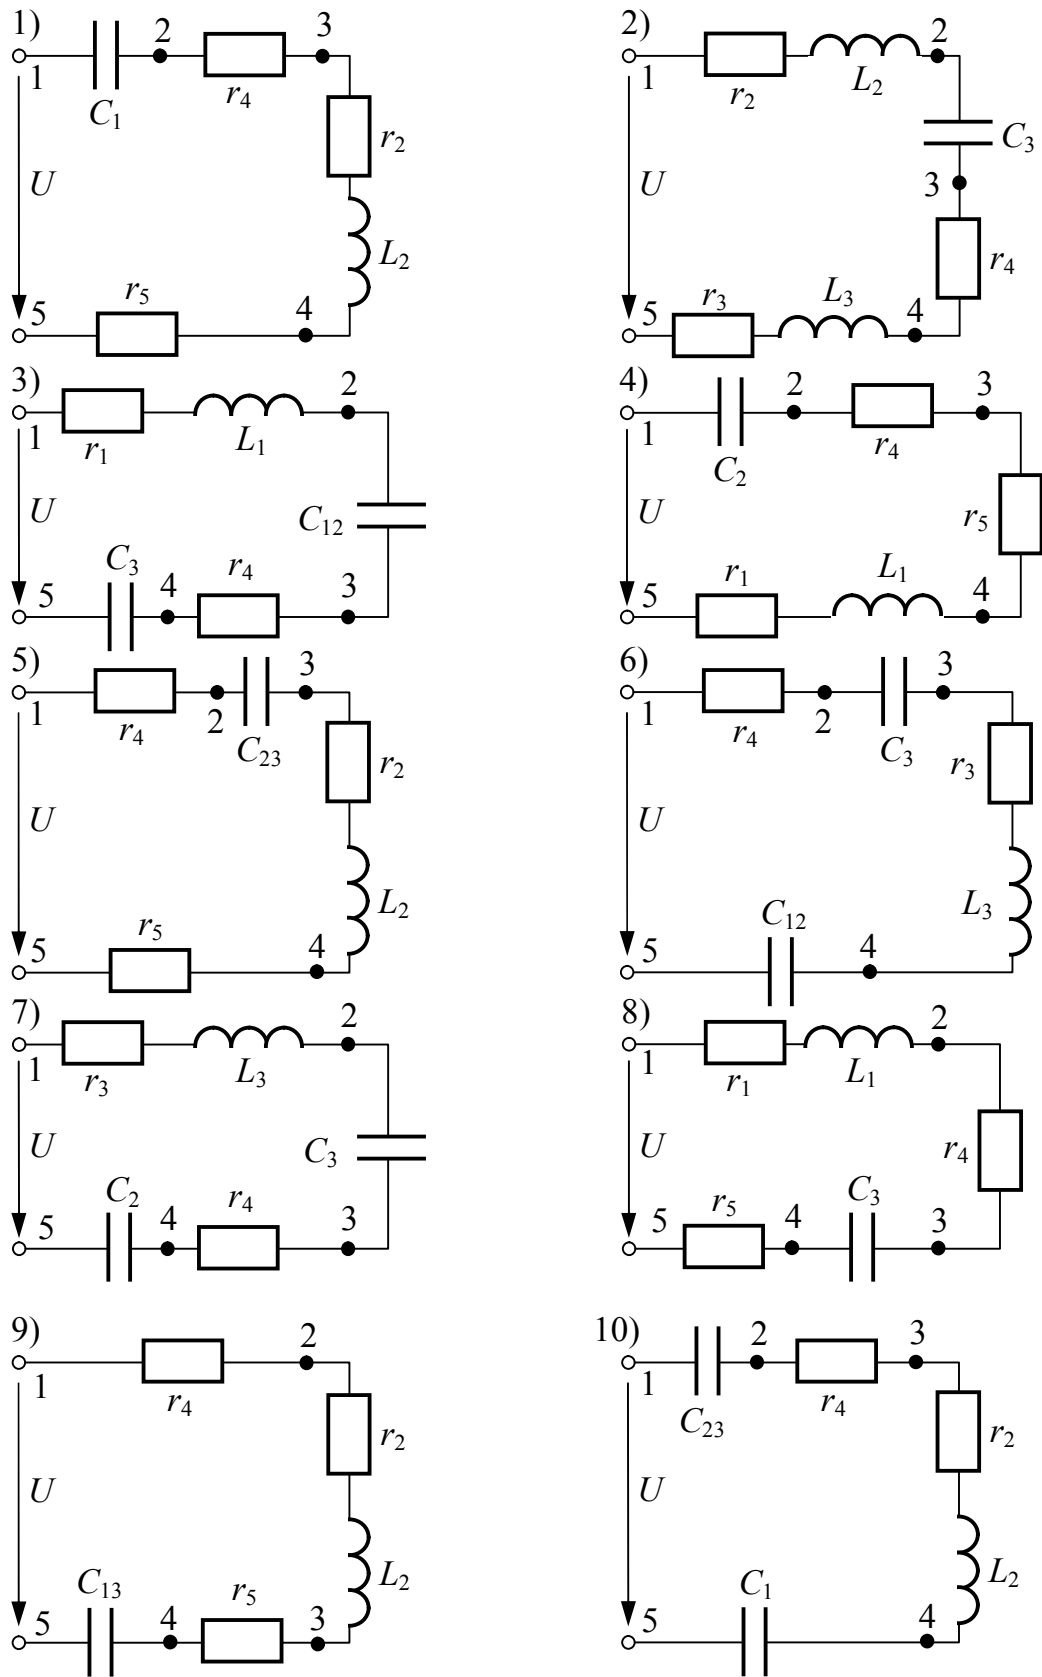 1) 2 3 2) 2
1 C1 r4 1 r2 L2
r2 C3
U U 3
L2 r4
r5 4 r3 L3 4
5 5
3) 2 4) 2 3
1 r1 L1 1 C2 r4
U C12 U r5
C3 4 r4 3 r1 L1 4
5 5
5) 3 6) 3
1 r4 2 C23 1 r4 2 C3
r2 r3
U U
L2 L3
r5 4 C12 4
5 5
7) 2 8) 2
1 r3 L3 1 r1 L1
U C3 U r4
C2 4 r4 3 r5 4 C3 3
5 5
9) 2 10) 2 3
1 r4 1 C23 r4
r2 r2
U U
L2 L2
C13 4 r5 3 C1 4
5 5